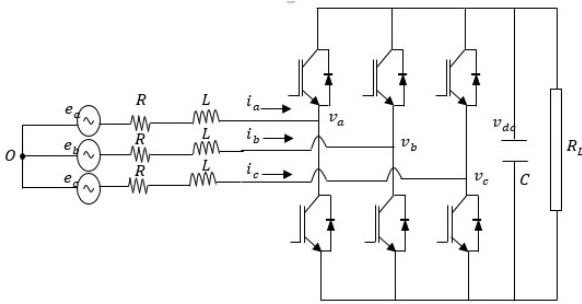 R L i_a
e_a v_a
R L i_b v_dc
O e_b v_b R_L
R L i_c
e_c v_c C